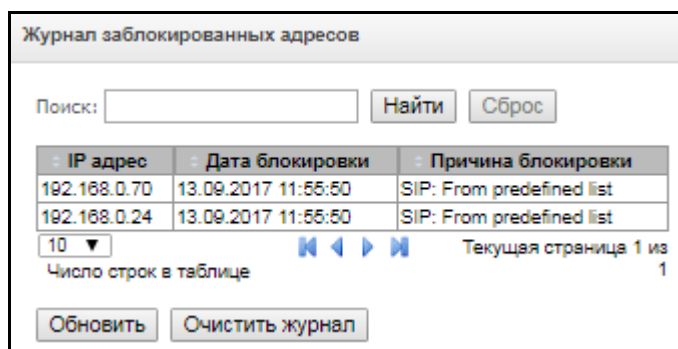 Журнал заблокированных адресов
Поиск: Найти Сброс
IP адрес Дата блокировки Причина блокировки
192.168.0.70 13.09.2017 11:55:50 SIP: From predefined list
192.168.0.24 13.09.2017 11:55:50 SIP: From predefined list
10 Текущая страница 1 из
Число строк в таблице 1
Обновить Очистить журнал